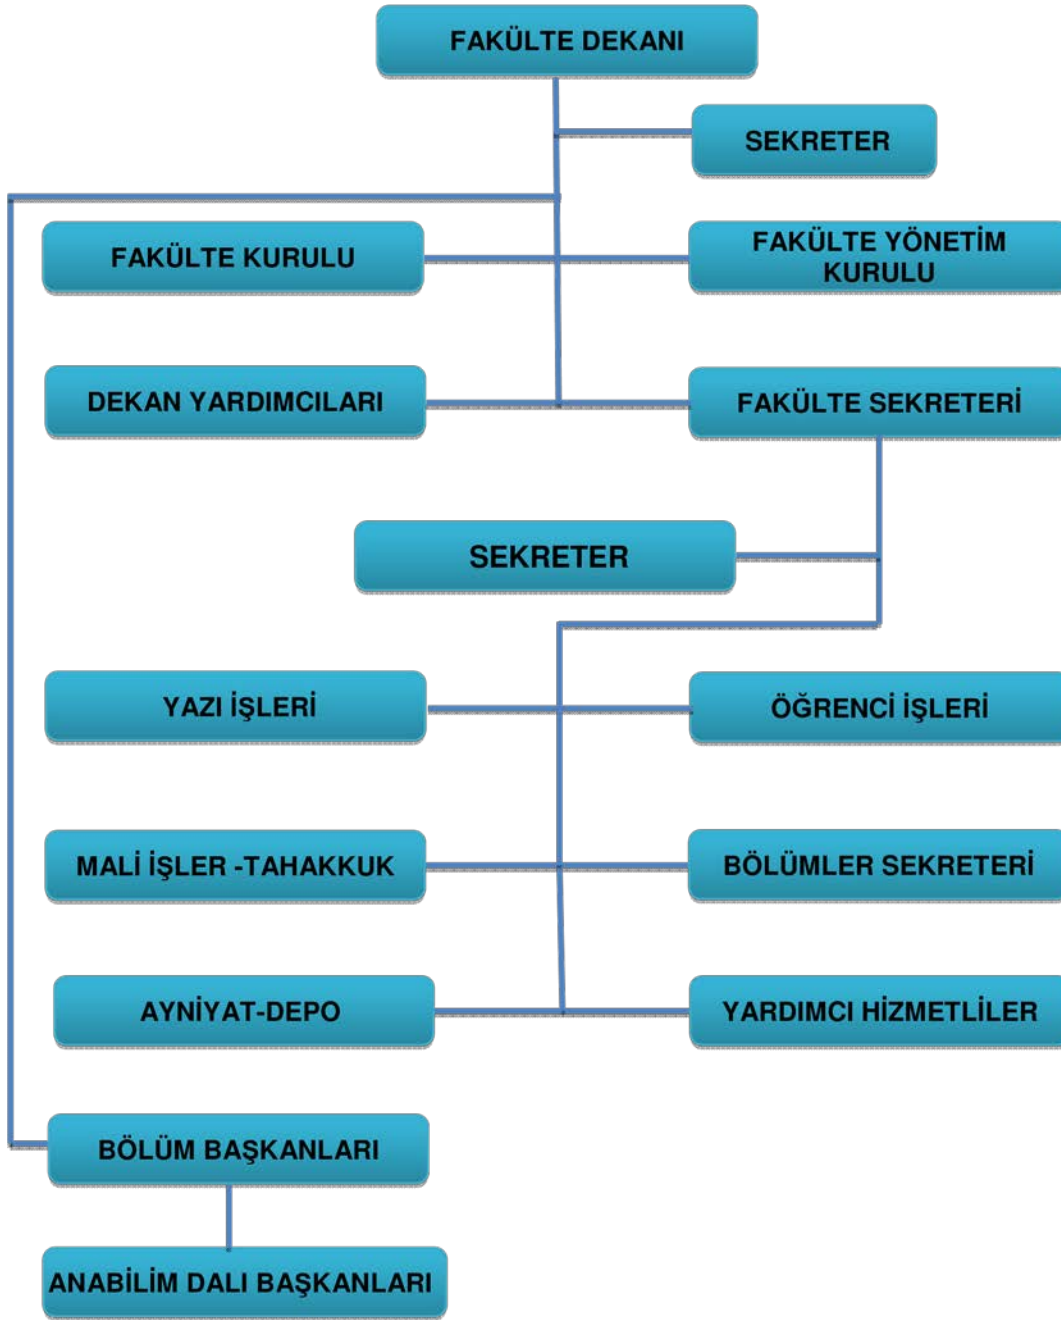 FAKÜLTE DEKANI
SEKRETER
FAKÜLTE KURULU
FAKÜLTE YÖNETİM
KURULU
DEKAN YARDIMCILARI
FAKÜLTE SEKRETERİ
SEKRETER
YAZI İŞLERİ
ÖĞRENCİ İŞLERİ
MALİ İŞLER -TAHAKKUK
BÖLÜMLER SEKRETERİ
AYNİYAT-DEPO
YARDIMCI HİZMETLİLER
BÖLÜM BAŞKANLARI
ANABİLİM DALI BAŞKANLARI